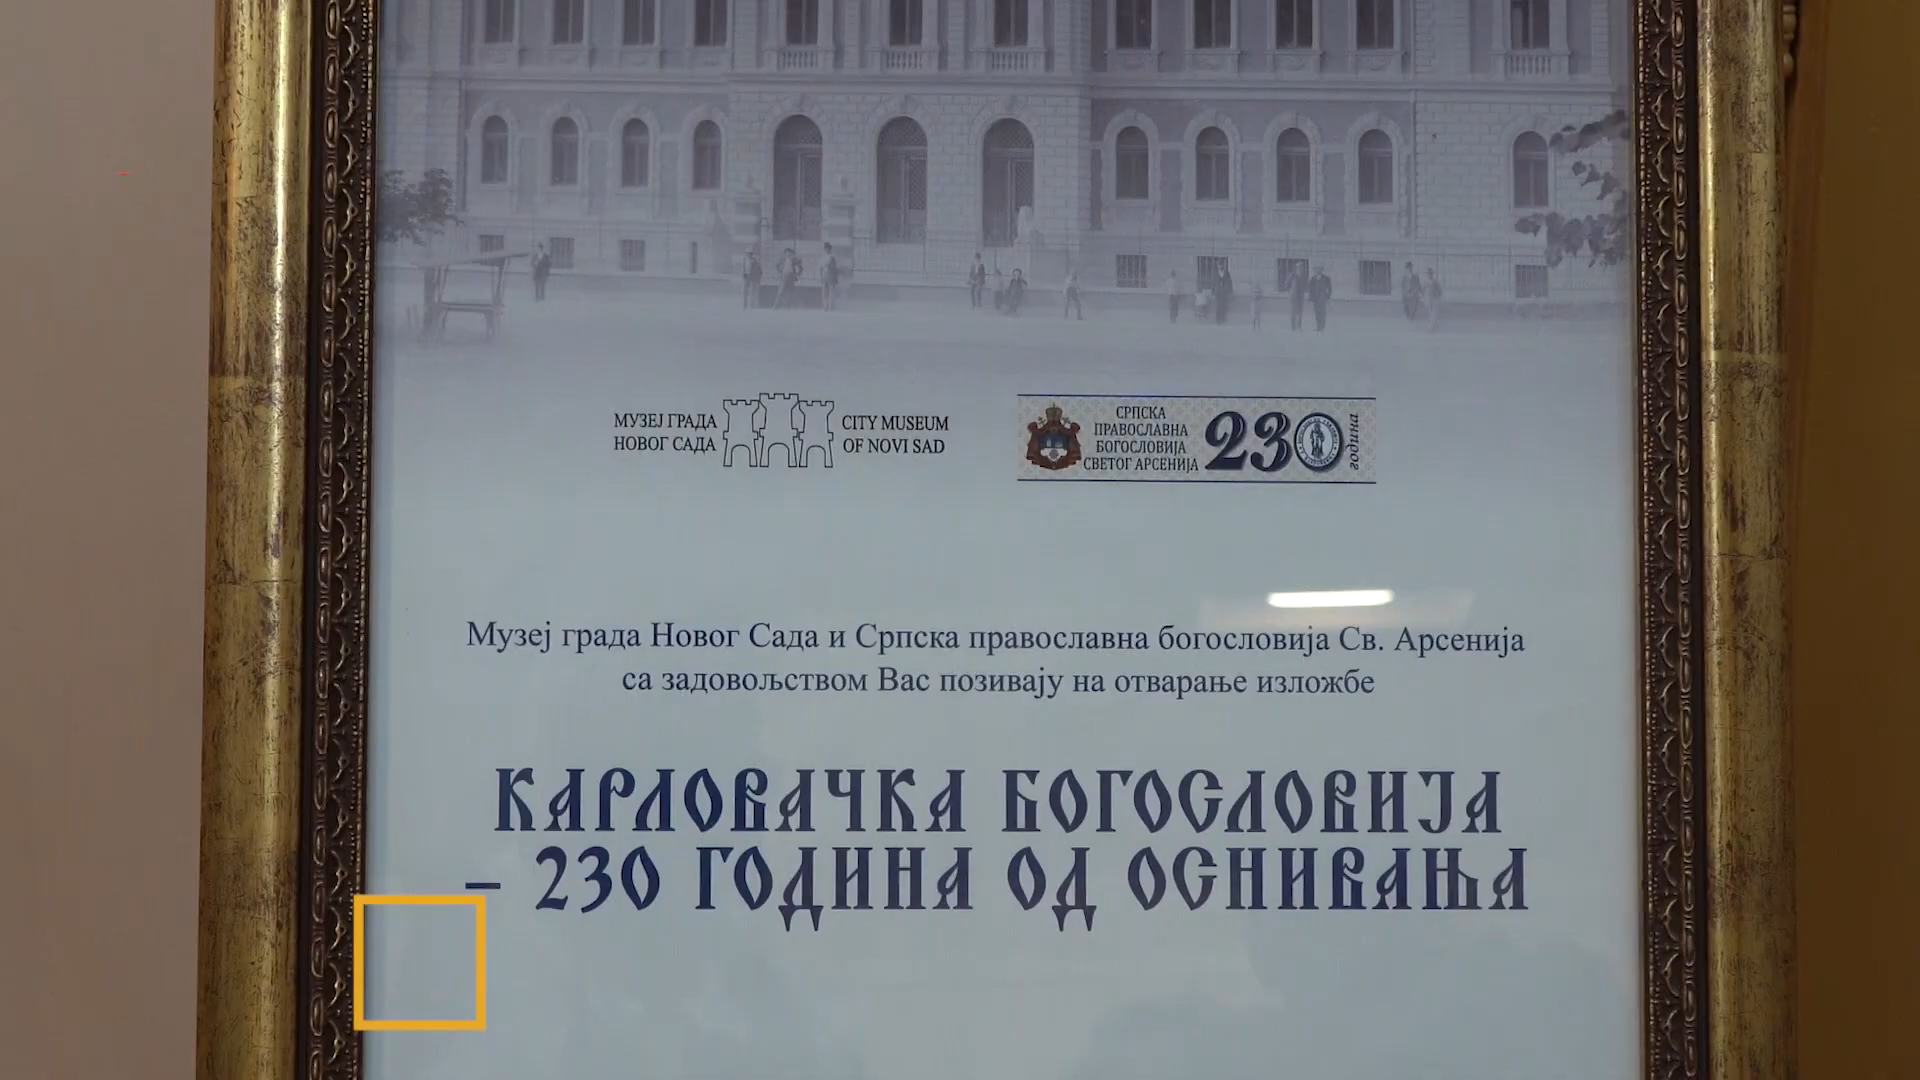 МУЗЕЈ ГРАДА
НОВОГ САДА
CITY MUSEUM
OF NOVI SAD
СРПСКА
ПРАВОСЛАВНА
БОГОСЛОВИЈА
СВЕТОГ АРСЕНИЈА
230
година
Музеј града Новог Сада и Српска православна богословија Св. Арсенија
са задовољством Вас позивају на отварање изложбе
КАРЛОВАЧКА БОГОСЛОВИЈА
– 230 ГОДИНА ОД ОСНИВАЊА